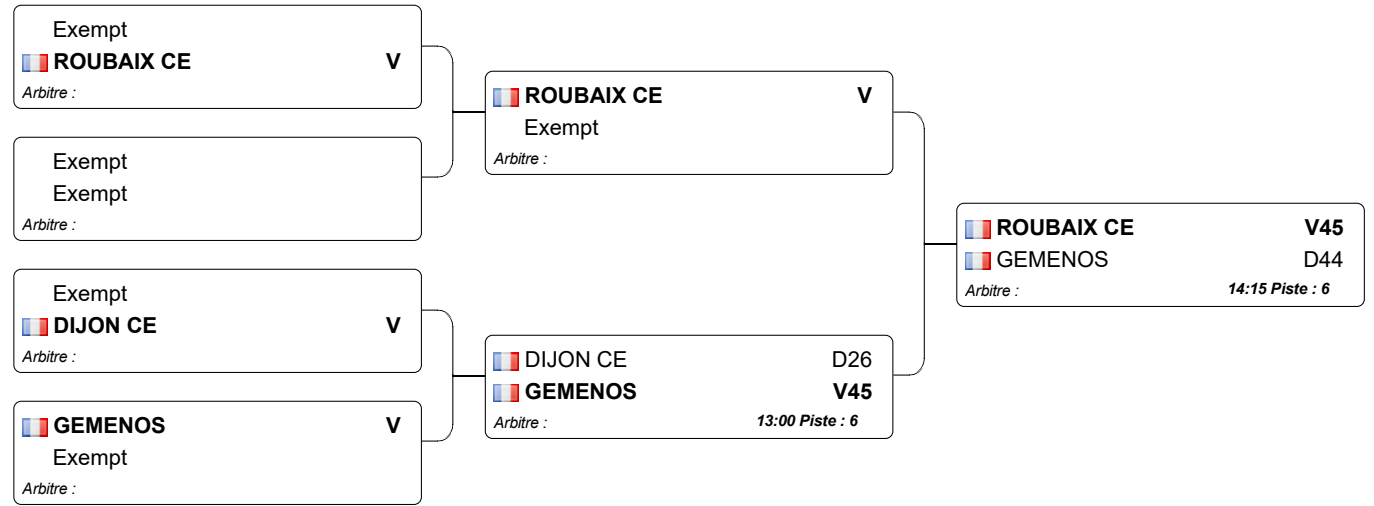 Exempt
ROUBAIX CE V
Arbitre :
Exempt
Exempt
Arbitre :
Exempt
DIJON CE V
Arbitre :
GEMENOS V
Exempt
Arbitre :
ROUBAIX CE V
Exempt
Arbitre :
DIJON CE D26
GEMENOS V45
Arbitre : 13:00 Piste : 6
ROUBAIX CE V45
GEMENOS D44
Arbitre : 14:15 Piste : 6